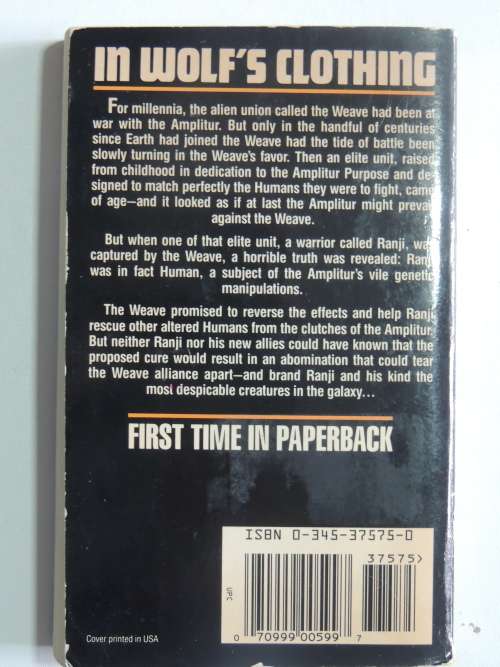 IN WOLF'S CLOTHING
For millennia, the alien union called the Weave had been at
war with the Amplitur. But only in the handful of centuries
since Earth had joined the Weave had the tide of battle been
slowly turning in the Weave's favor. Then an elite unit, raised
from childhood in dedication to the Amplitur Purpose and de-
signed to match perfectly the Humans they were to fight, came
of age—and it looked as if at last the Amplitur might prevail
against the Weave.
But when one of that elite unit, a warrior called Ranji, was
captured by the Weave, a horrible truth was revealed: Ranji
was in fact Human, a subject of the Amplitur's vile genetic
manipulations.
The Weave promised to reverse the effects and help Ranji
rescue other altered Humans from the clutches of the Amplitur.
But neither Ranji nor his new allies could have known that the
proposed cure would result in an abomination that could tear
the Weave alliance apart—and brand Ranji and his kind the
most despicable creatures in the galaxy...
FIRST TIME IN PAPERBACK
ISBN 0-345-37575-0
37575>
UPC
0 70999 00599 7
Cover printed in USA